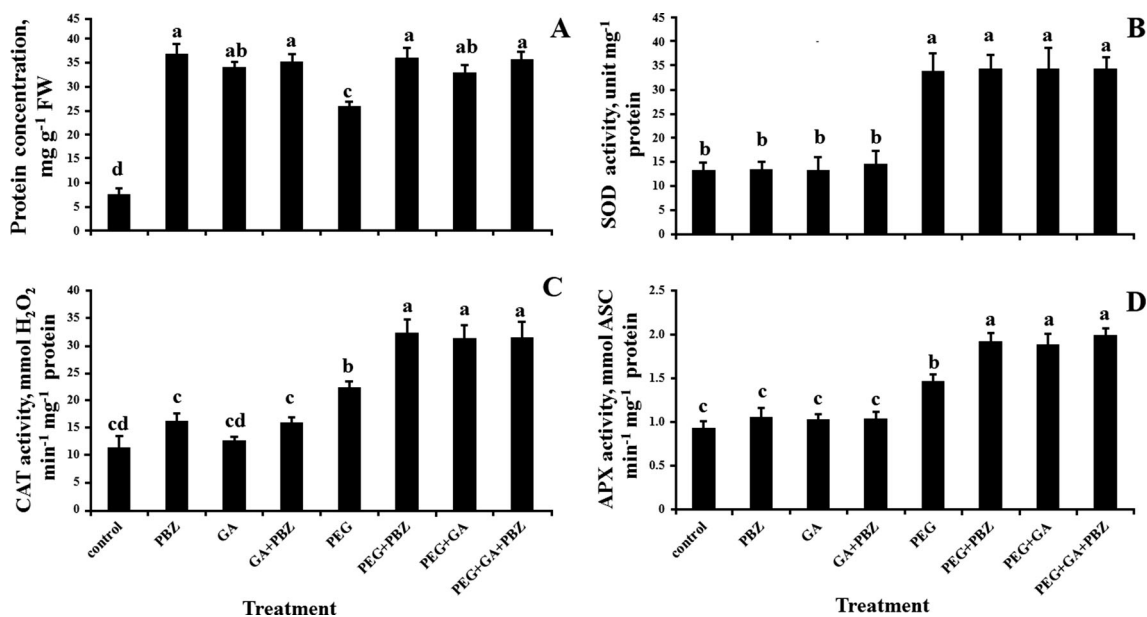 A
Protein concentration,
mg g⁻¹ FW
45
40
35
30
25
20
15
10
5
0
d
a
ab
a
c
a
ab
a
B
SOD activity, unit mg⁻¹
protein
45
40
35
30
25
20
15
10
5
0
b
b
b
b
a
a
a
a
C
CAT activity, mmol H₂O₂
min⁻¹ mg⁻¹ protein
40
35
30
25
20
15
10
5
0
cd
c
cd
c
b
a
a
a
control
PBZ
GA
GA+PBZ
PEG
PEG+PBZ
PEG+GA
PEG+GA+PBZ
Treatment
D
APX activity, mmol ASC
min⁻¹ mg⁻¹ protein
2.5
2.0
1.5
1.0
0.5
0.0
c
c
c
c
b
a
a
a
control
PBZ
GA
GA+PBZ
PEG
PEG+PBZ
PEG+GA
PEG+GA+PBZ
Treatment